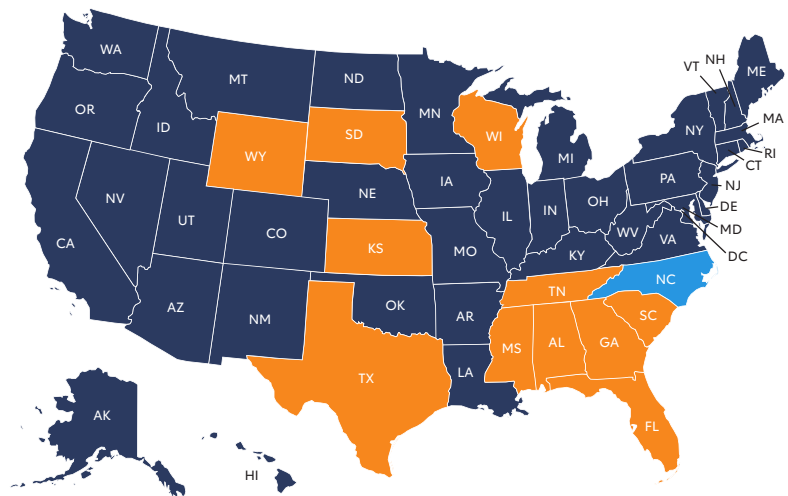 WA
MT
ND
MN
OR
ID
WY
SD
WI
MI
NY
VT
NH
ME
MA
RI
CT
NJ
DE
MD
DC
PA
NV
UT
CO
NE
IA
IL
IN
OH
WV
VA
CA
KS
MO
KY
NC
AZ
NM
OK
AR
TN
SC
MS
AL
GA
TX
LA
FL
AK
HI